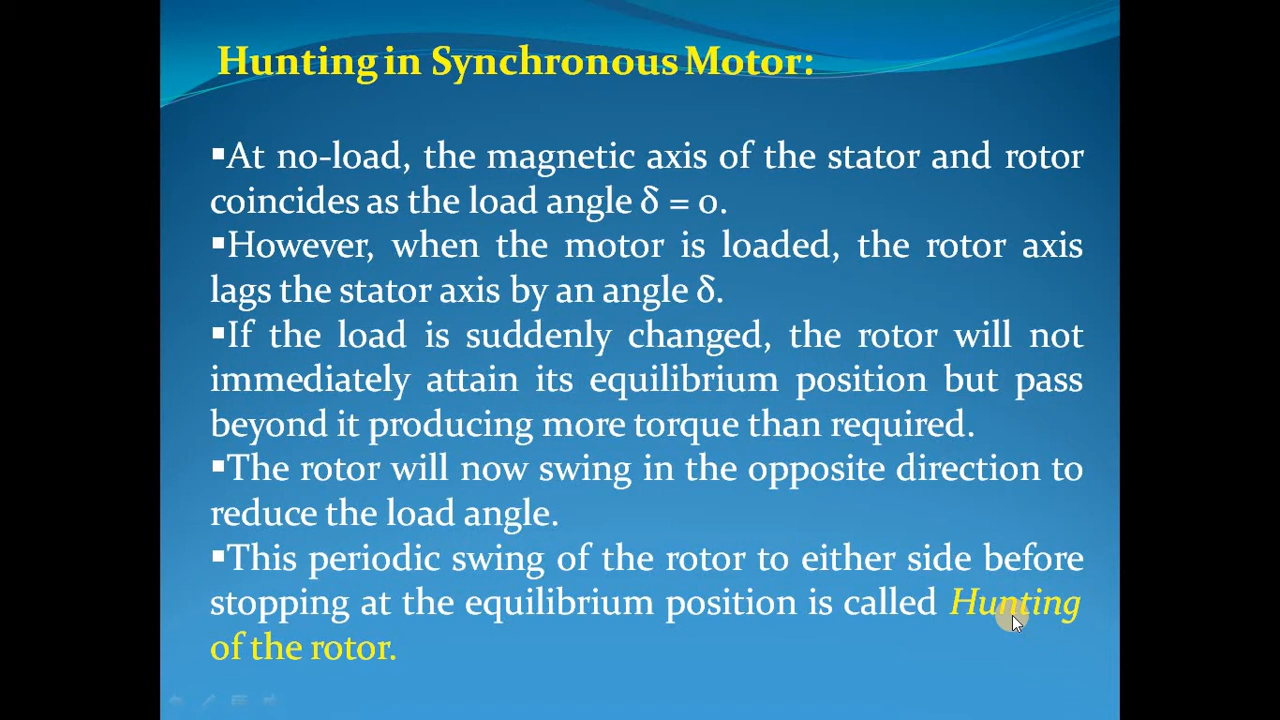 Hunting in Synchronous Motor:
▪At no-load, the magnetic axis of the stator and rotor
coincides as the load angle δ = 0.
▪However, when the motor is loaded, the rotor axis
lags the stator axis by an angle δ.
▪If the load is suddenly changed, the rotor will not
immediately attain its equilibrium position but pass
beyond it producing more torque than required.
▪The rotor will now swing in the opposite direction to
reduce the load angle.
▪This periodic swing of the rotor to either side before
stopping at the equilibrium position is called Hunting
of the rotor.